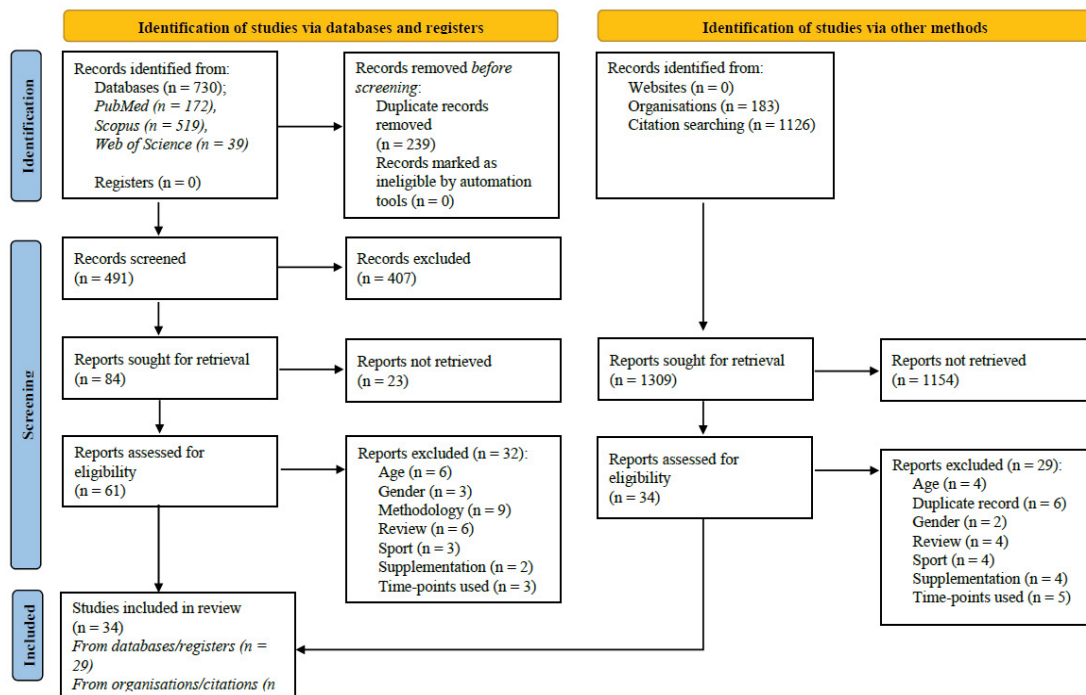 Identification of studies via databases and registers
Identification of studies via other methods
Identification
Records identified from:
Databases (n = 730);
PubMed (n = 172),
Scopus (n = 519),
Web of Science (n = 39)
Registers (n = 0)
Records removed before
screening:
Duplicate records
removed
(n = 239)
Records marked as
ineligible by automation
tools (n = 0)
Records identified from:
Websites (n = 0)
Organisations (n = 183)
Citation searching (n = 1126)
Screening
Records screened
(n = 491)
Records excluded
(n = 407)
Reports sought for retrieval
(n = 84)
Reports not retrieved
(n = 23)
Reports sought for retrieval
(n = 1309)
Reports not retrieved
(n = 1154)
Reports assessed for
eligibility
(n = 61)
Reports excluded (n = 32):
Age (n = 6)
Gender (n = 3)
Methodology (n = 9)
Review (n = 6)
Sport (n = 3)
Supplementation (n = 2)
Time-points used (n = 3)
Reports assessed for
eligibility
(n = 34)
Reports excluded (n = 29):
Age (n = 4)
Duplicate record (n = 6)
Gender (n = 2)
Review (n = 4)
Sport (n = 4)
Supplementation (n = 4)
Time-points used (n = 5)
Included
Studies included in review
(n = 34)
From databases/registers (n =
29)
From organisations/citations (n